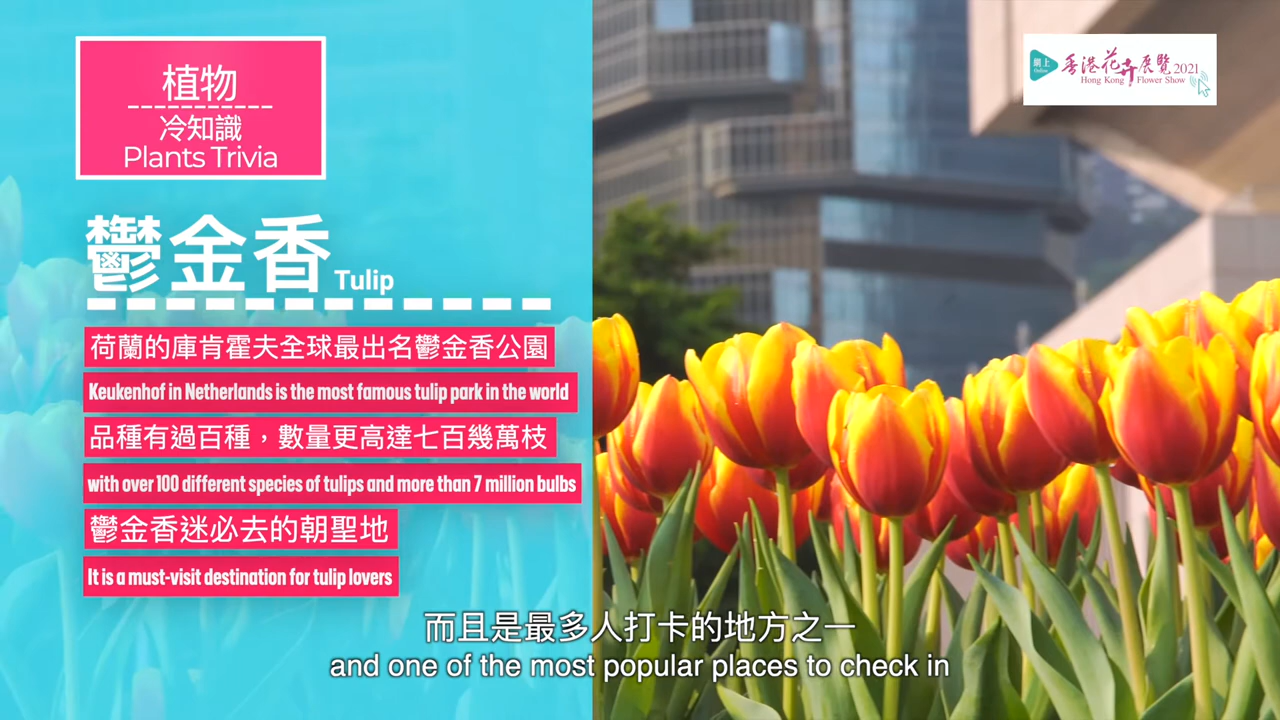 植物
冷知識
Plants Trivia
網上
Online
香港花卉展覽2021
Hong Kong Flower Show
鬱金香 Tulip
荷蘭的庫肯霍夫全球最出名鬱金香公園
Keukenhof in Netherlands is the most famous tulip park in the world
品種有過百種，數量更高達七百幾萬枝
with over 100 different species of tulips and more than 7 million bulbs
鬱金香迷必去的朝聖地
It is a must-visit destination for tulip lovers
而且是最多人打卡的地方之一
and one of the most popular places to check in